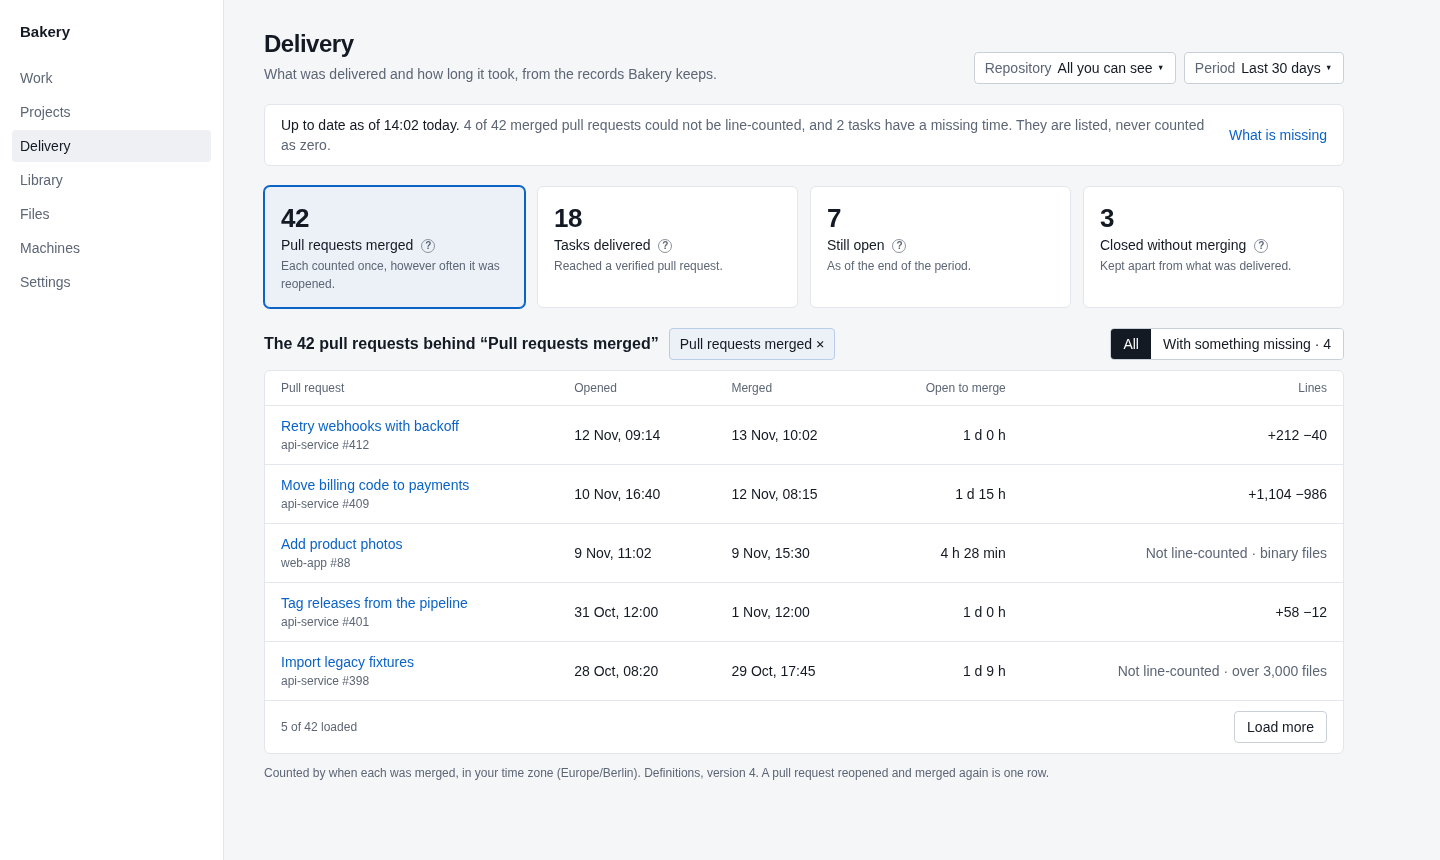 Bakery
Work
Projects
Delivery
Library
Files
Machines
Settings
Delivery
What was delivered and how long it took, from the records Bakery keeps.
Repository All you can see ▾
Period Last 30 days ▾
Up to date as of 14:02 today. 4 of 42 merged pull requests could not be line-counted, and 2 tasks have a missing time. They are listed, never counted
as zero.
What is missing
42
Pull requests merged ?
Each counted once, however often it was
reopened.
18
Tasks delivered ?
Reached a verified pull request.
7
Still open ?
As of the end of the period.
3
Closed without merging ?
Kept apart from what was delivered.
The 42 pull requests behind “Pull requests merged”
Pull requests merged ×
All
With something missing · 4
Pull request Opened Merged Open to merge Lines
Retry webhooks with backoff
api-service #412
12 Nov, 09:14 13 Nov, 10:02 1 d 0 h +212 −40
Move billing code to payments
api-service #409
10 Nov, 16:40 12 Nov, 08:15 1 d 15 h +1,104 −986
Add product photos
web-app #88
9 Nov, 11:02 9 Nov, 15:30 4 h 28 min Not line-counted · binary files
Tag releases from the pipeline
api-service #401
31 Oct, 12:00 1 Nov, 12:00 1 d 0 h +58 −12
Import legacy fixtures
api-service #398
28 Oct, 08:20 29 Oct, 17:45 1 d 9 h Not line-counted · over 3,000 files
5 of 42 loaded
Load more
Counted by when each was merged, in your time zone (Europe/Berlin). Definitions, version 4. A pull request reopened and merged again is one row.